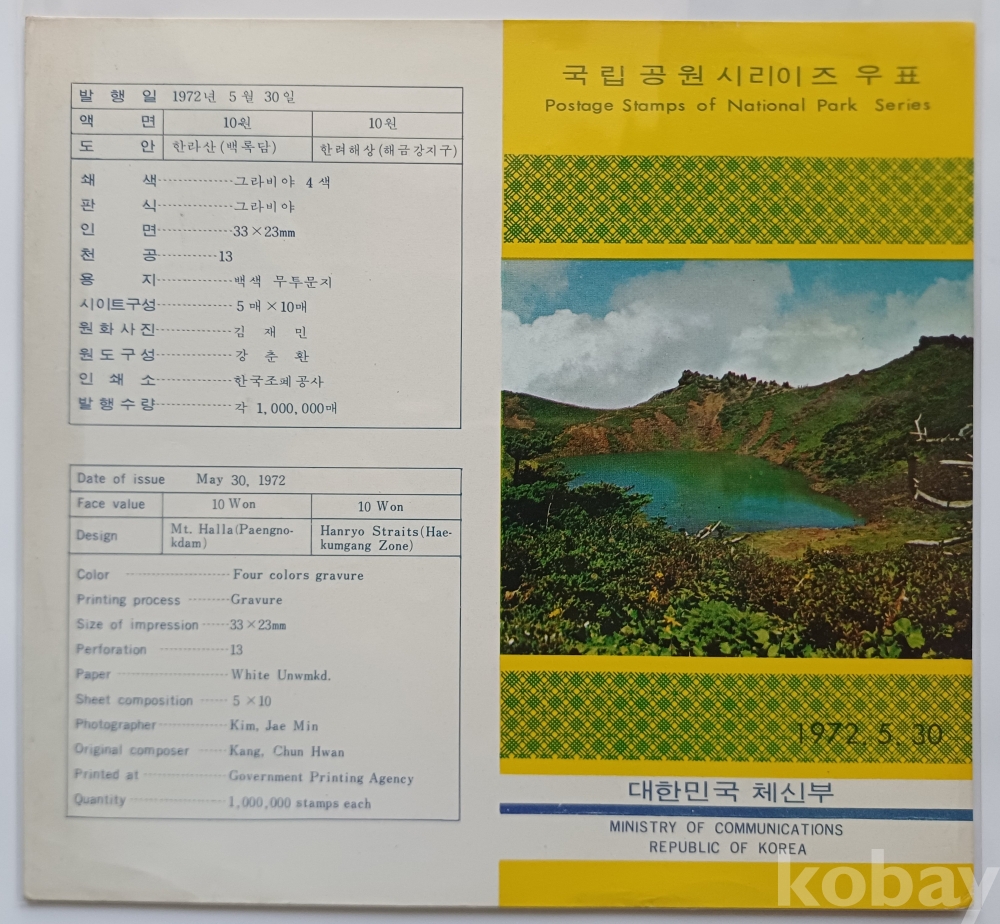 발 행 일 1972년 5월 30일
액 면 10원 10원
도 안 한라산(백록담) 한려해상(해금강지구)
쇄 색 그라비야 4색
판 식 그라비야
인 면 33×23mm
천 공 13
용 지 백색 무투문지
시이트구성 5매×10매
원화사진 김 재 민
원도구성 강 춘 환
인 쇄 소 한국조폐공사
발행수량 각 1,000,000매
Date of issue May 30, 1972
Face value 10 Won 10 Won
Design Mt. Halla(Paengno-
kdam) Hanryo Straits(Hae-
kumgang Zone)
Color Four colors gravure
Printing process Gravure
Size of impression 33×23mm
Perforation 13
Paper White Unwmkd.
Sheet composition 5×10
Photographer Kim, Jae Min
Original composer Kang, Chun Hwan
Printed at Government Printing Agency
Quantity 1,000,000 stamps each
국립공원시리이즈 우표
Postage Stamps of National Park Series
1972. 5. 30
대한민국 체신부
MINISTRY OF COMMUNICATIONS
REPUBLIC OF KOREA
kobay